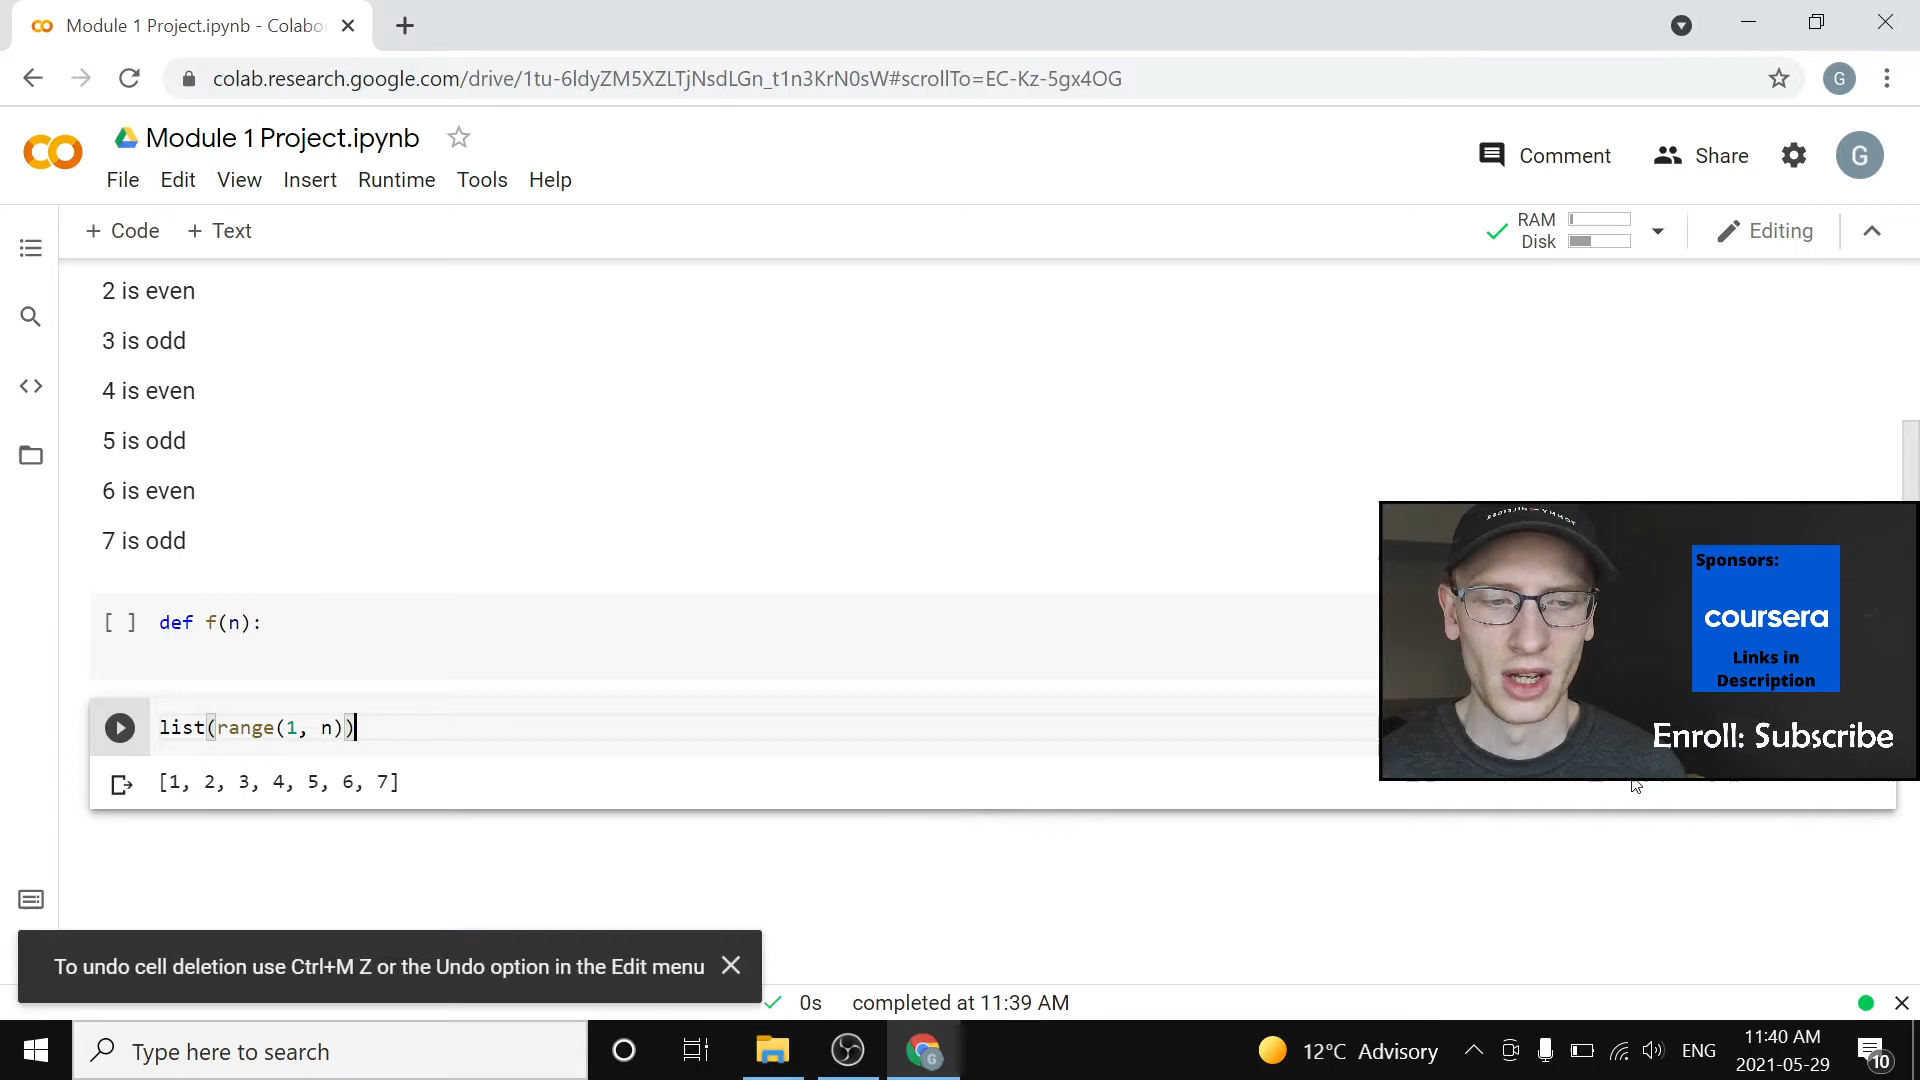 Module 1 Project.ipynb - Colabo
colab.research.google.com/drive/1tu-6ldyZM5XZLTjNsdLGn_t1n3KrN0sW#scrollTo=EC-Kz-5gx4OG
G
Module 1 Project.ipynb
Comment
Share
G
File Edit View Insert Runtime Tools Help
+ Code + Text
RAM
Disk
Editing
2 is even
3 is odd
4 is even
5 is odd
6 is even
7 is odd
[ ] def f(n):
list(range(1, n))
[1, 2, 3, 4, 5, 6, 7]
Sponsors:
coursera
Links in
Description
Enroll: Subscribe
To undo cell deletion use Ctrl+M Z or the Undo option in the Edit menu
0s completed at 11:39 AM
Type here to search
G
12°C Advisory
ENG
11:40 AM
2021-05-29
10